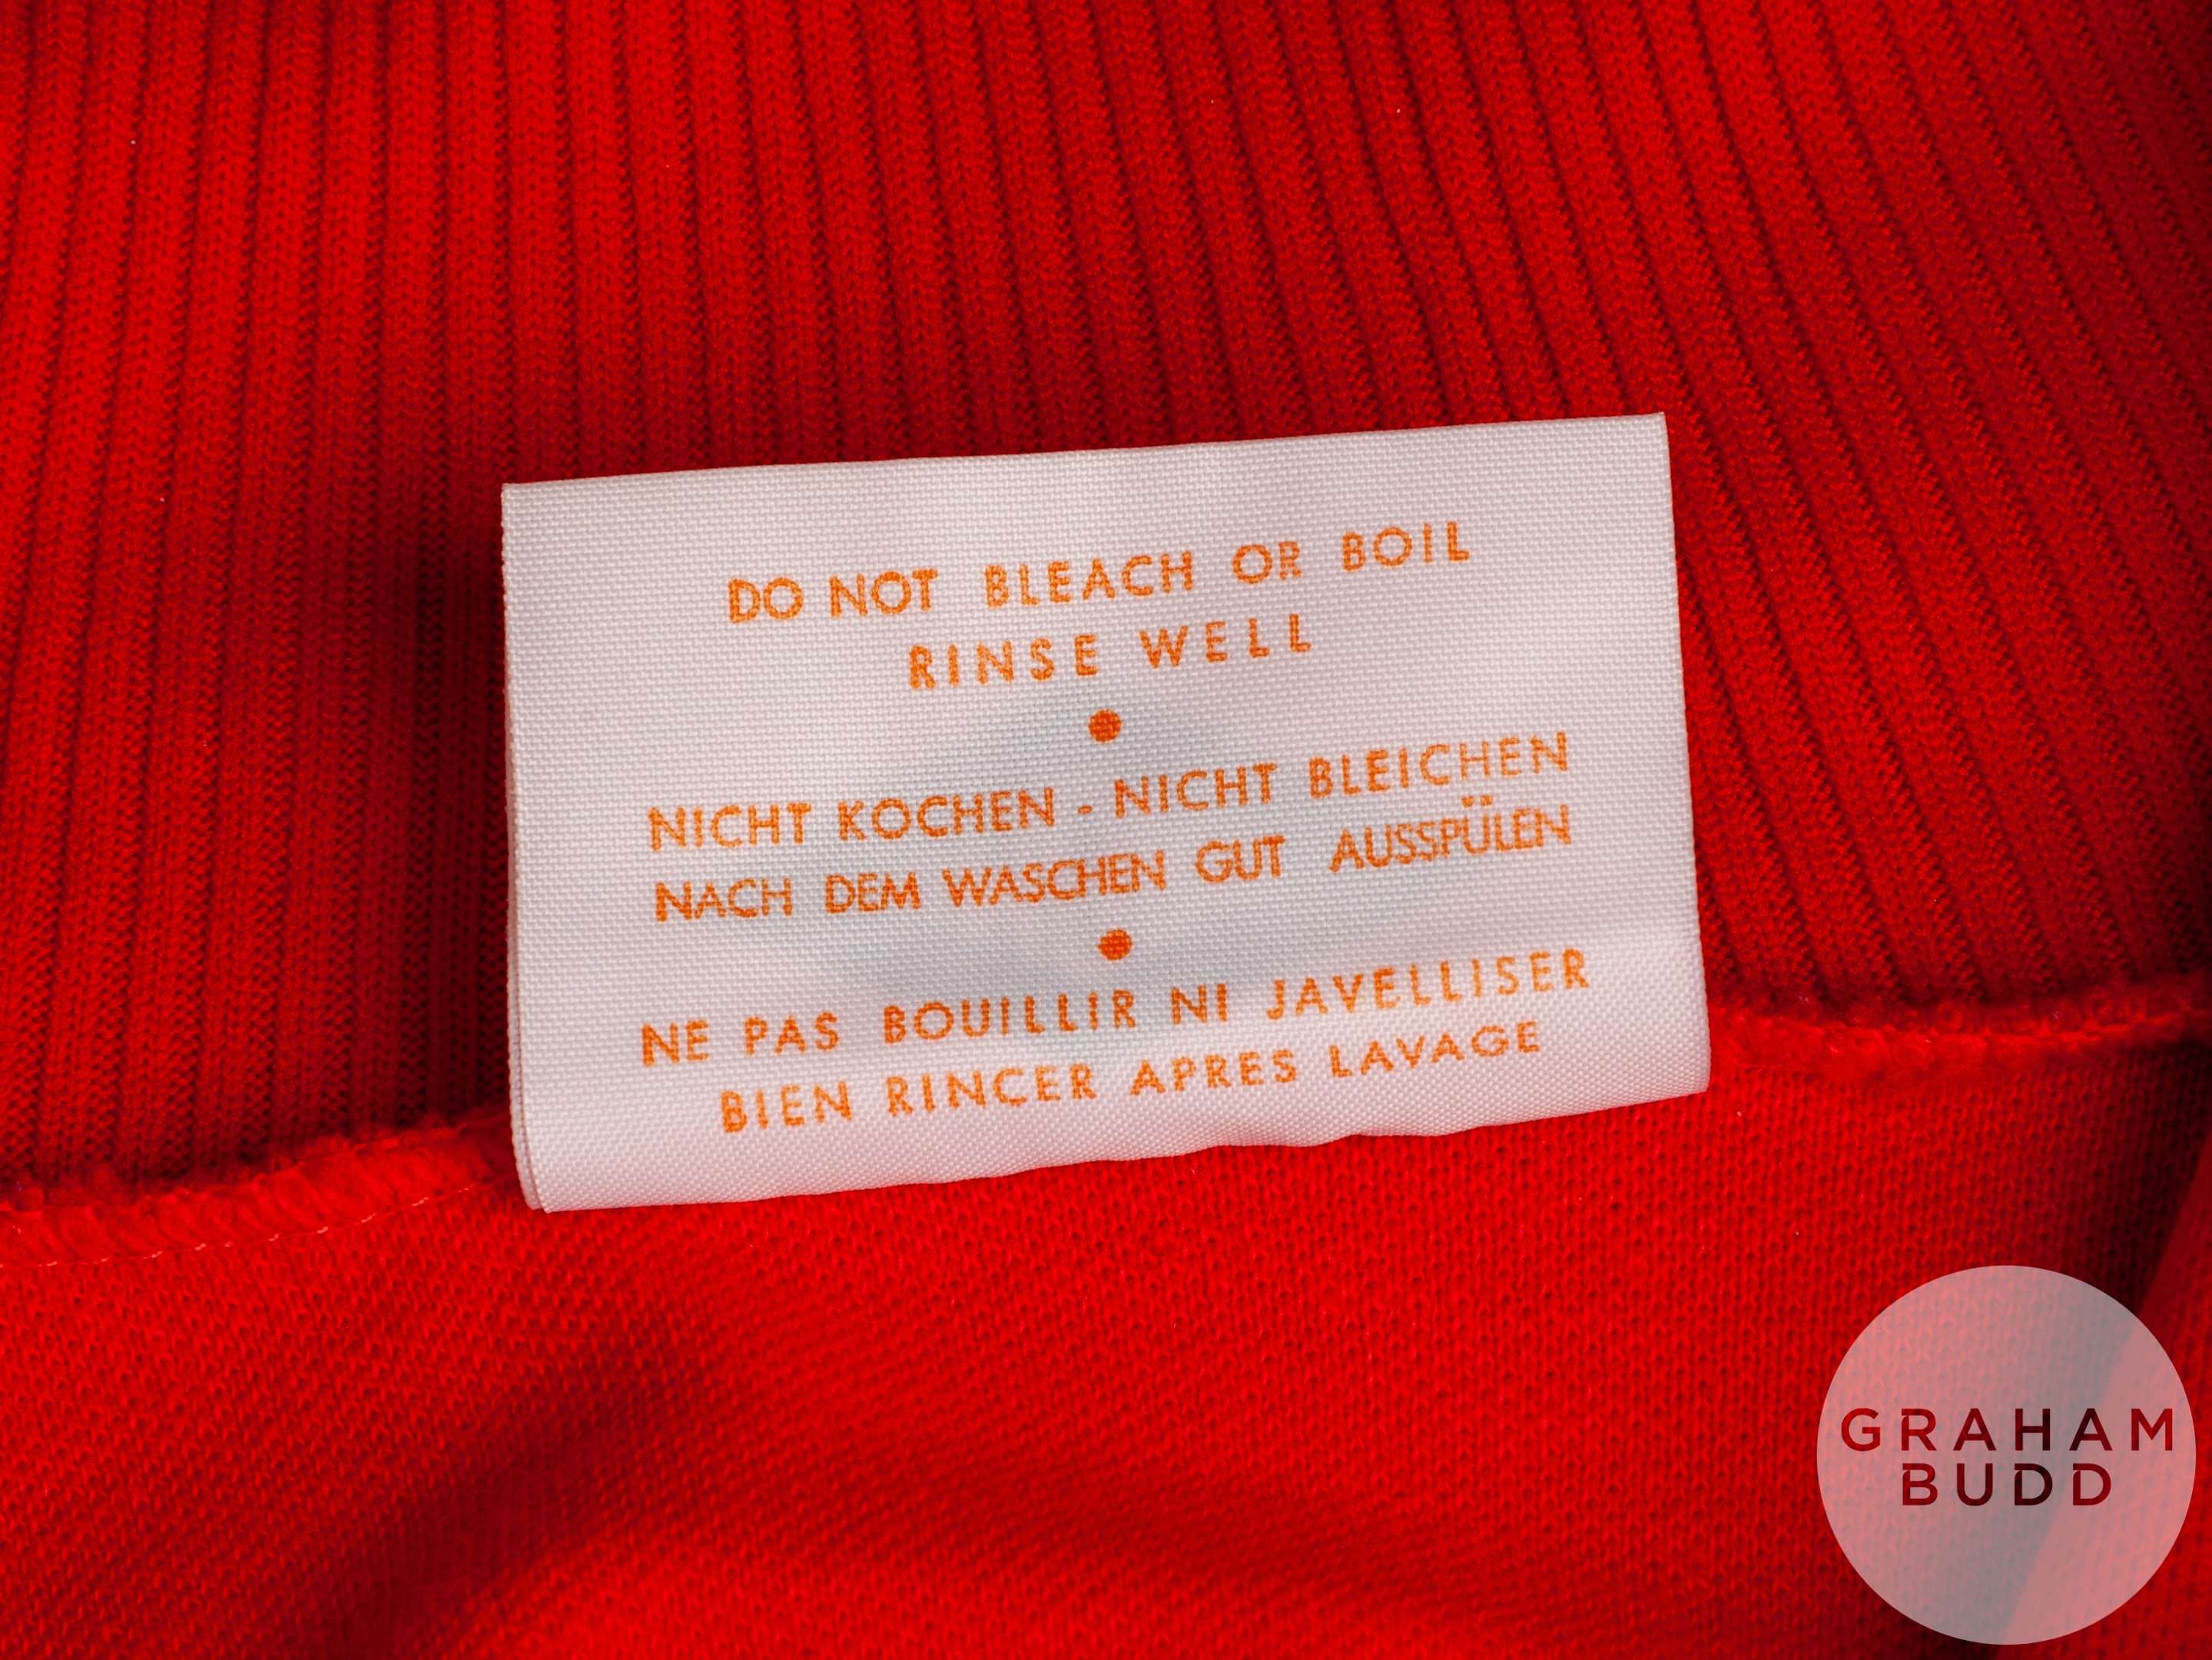 DO NOT BLEACH OR BOIL
RINSE WELL
NICHT KOCHEN - NICHT BLEICHEN
NACH DEM WASCHEN GUT AUSSPÜLEN
NE PAS BOUILLIR NI JAVELLISER
BIEN RINCER APRES LAVAGE
GRAHAM
BUDD